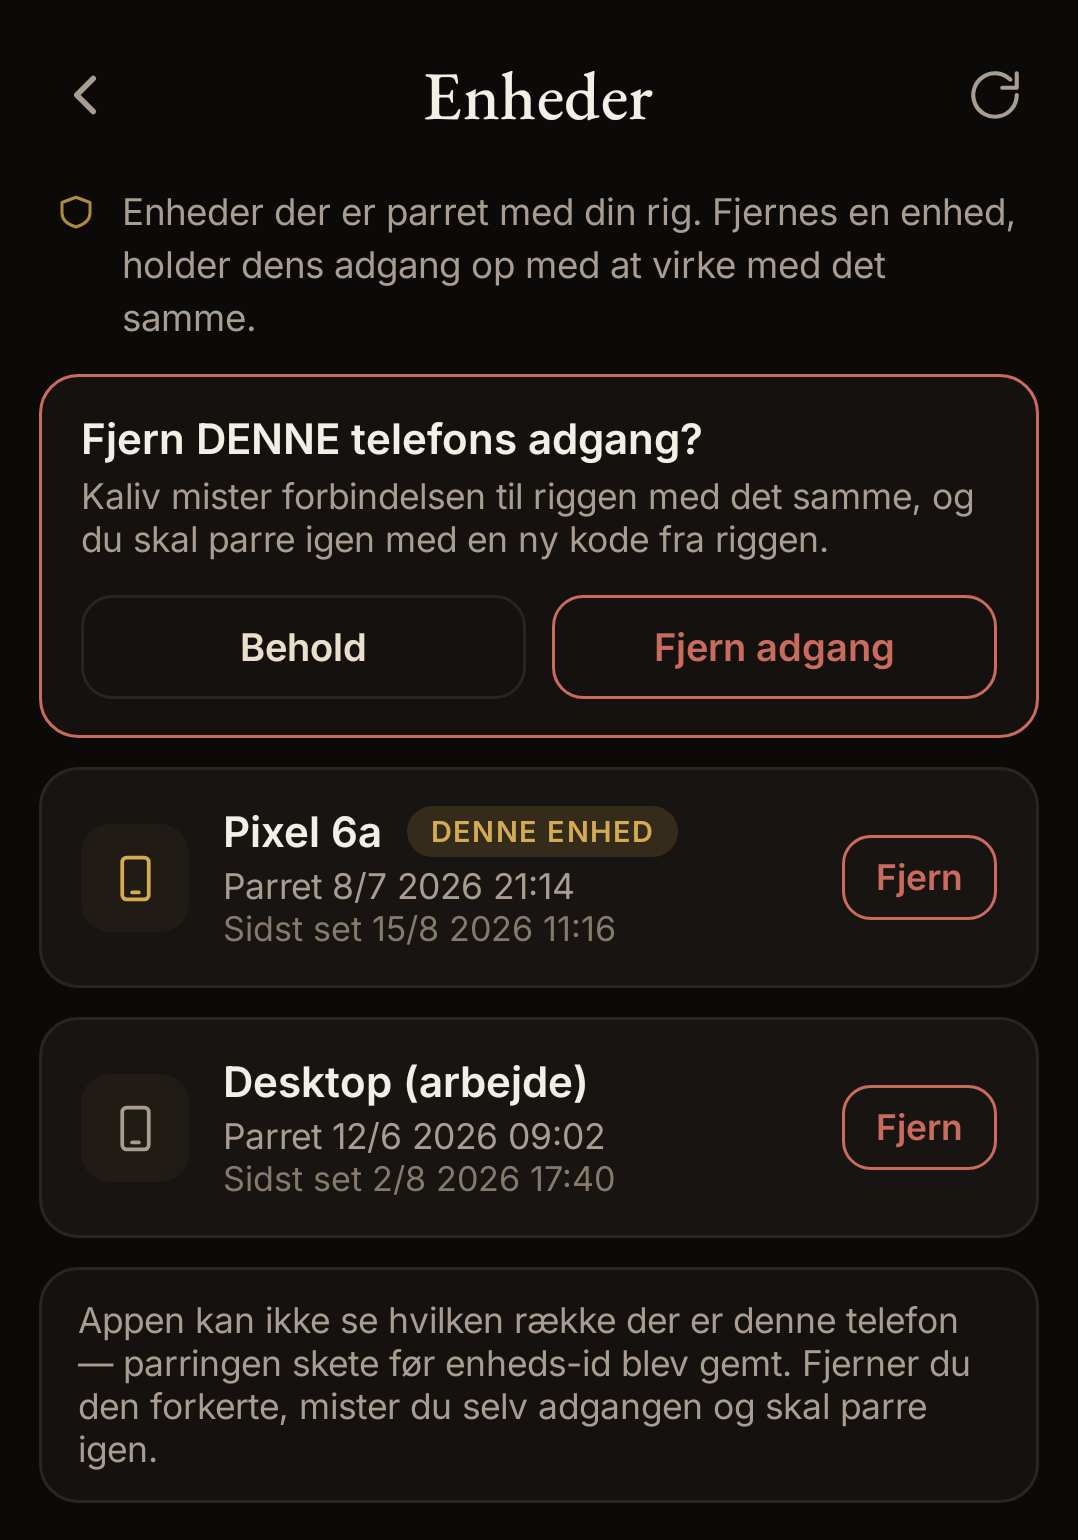 Enheder
Enheder der er parret med din rig. Fjernes en enhed,
holder dens adgang op med at virke med det
samme.
Fjern DENNE telefons adgang?
Kaliv mister forbindelsen til riggen med det samme, og
du skal parre igen med en ny kode fra riggen.
Behold
Fjern adgang
Pixel 6a
DENNE ENHED
Parret 8/7 2026 21:14
Sidst set 15/8 2026 11:16
Fjern
Desktop (arbejde)
Parret 12/6 2026 09:02
Sidst set 2/8 2026 17:40
Fjern
Appen kan ikke se hvilken række der er denne telefon
— parringen skete før enheds-id blev gemt. Fjerner du
den forkerte, mister du selv adgangen og skal parre
igen.